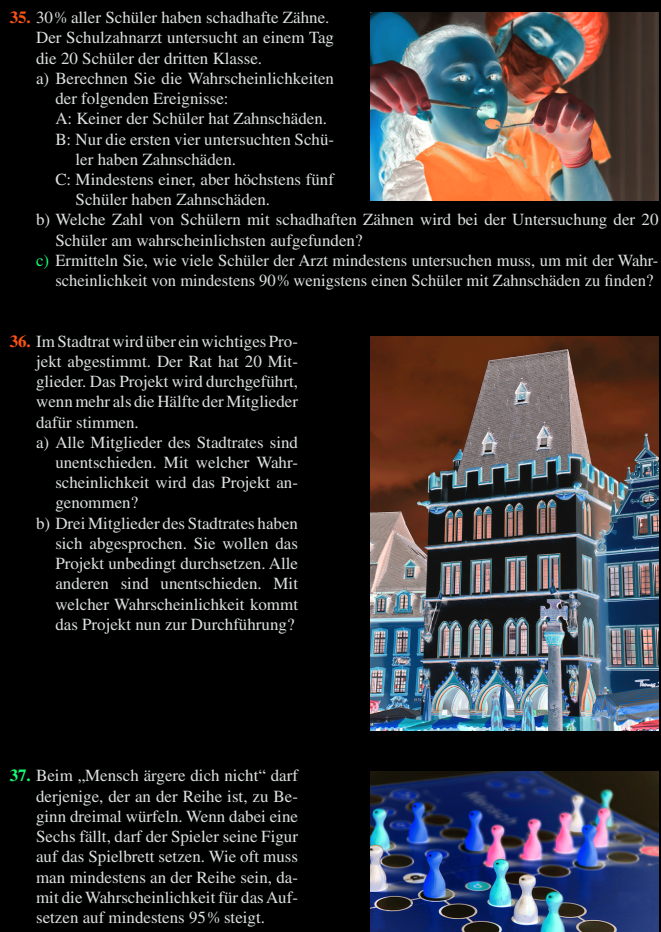 35. 30% aller Schüler haben schadhafte Zähne.
Der Schulzahnarzt untersucht an einem Tag
die 20 Schüler der dritten Klasse.
a) Berechnen Sie die Wahrscheinlichkeiten
der folgenden Ereignisse:
A: Keiner der Schüler hat Zahnschäden.
B: Nur die ersten vier untersuchten Schü-
ler haben Zahnschäden.
C: Mindestens einer, aber höchstens fünf
Schüler haben Zahnschäden.
b) Welche Zahl von Schülern mit schadhaften Zähnen wird bei der Untersuchung der 20
Schüler am wahrscheinlichsten aufgefunden?
c) Ermitteln Sie, wie viele Schüler der Arzt mindestens untersuchen muss, um mit der Wahr-
scheinlichkeit von mindestens 90% wenigstens einen Schüler mit Zahnschäden zu finden?
36. Im Stadtrat wird über ein wichtiges Pro-
jekt abgestimmt. Der Rat hat 20 Mit-
glieder. Das Projekt wird durchgeführt,
wenn mehr als die Hälfte der Mitglieder
dafür stimmen.
a) Alle Mitglieder des Stadtrates sind
unentschieden. Mit welcher Wahr-
scheinlichkeit wird das Projekt an-
genommen?
b) Drei Mitglieder des Stadtrates haben
sich abgesprochen. Sie wollen das
Projekt unbedingt durchsetzen. Alle
anderen sind unentschieden. Mit
welcher Wahrscheinlichkeit kommt
das Projekt nun zur Durchführung?
37. Beim „Mensch ärgere dich nicht“ darf
derjenige, der an der Reihe ist, zu Be-
ginn dreimal würfeln. Wenn dabei eine
Sechs fällt, darf der Spieler seine Figur
auf das Spielbrett setzen. Wie oft muss
man mindestens an der Reihe sein, da-
mit die Wahrscheinlichkeit für das Auf-
setzen auf mindestens 95% steigt.